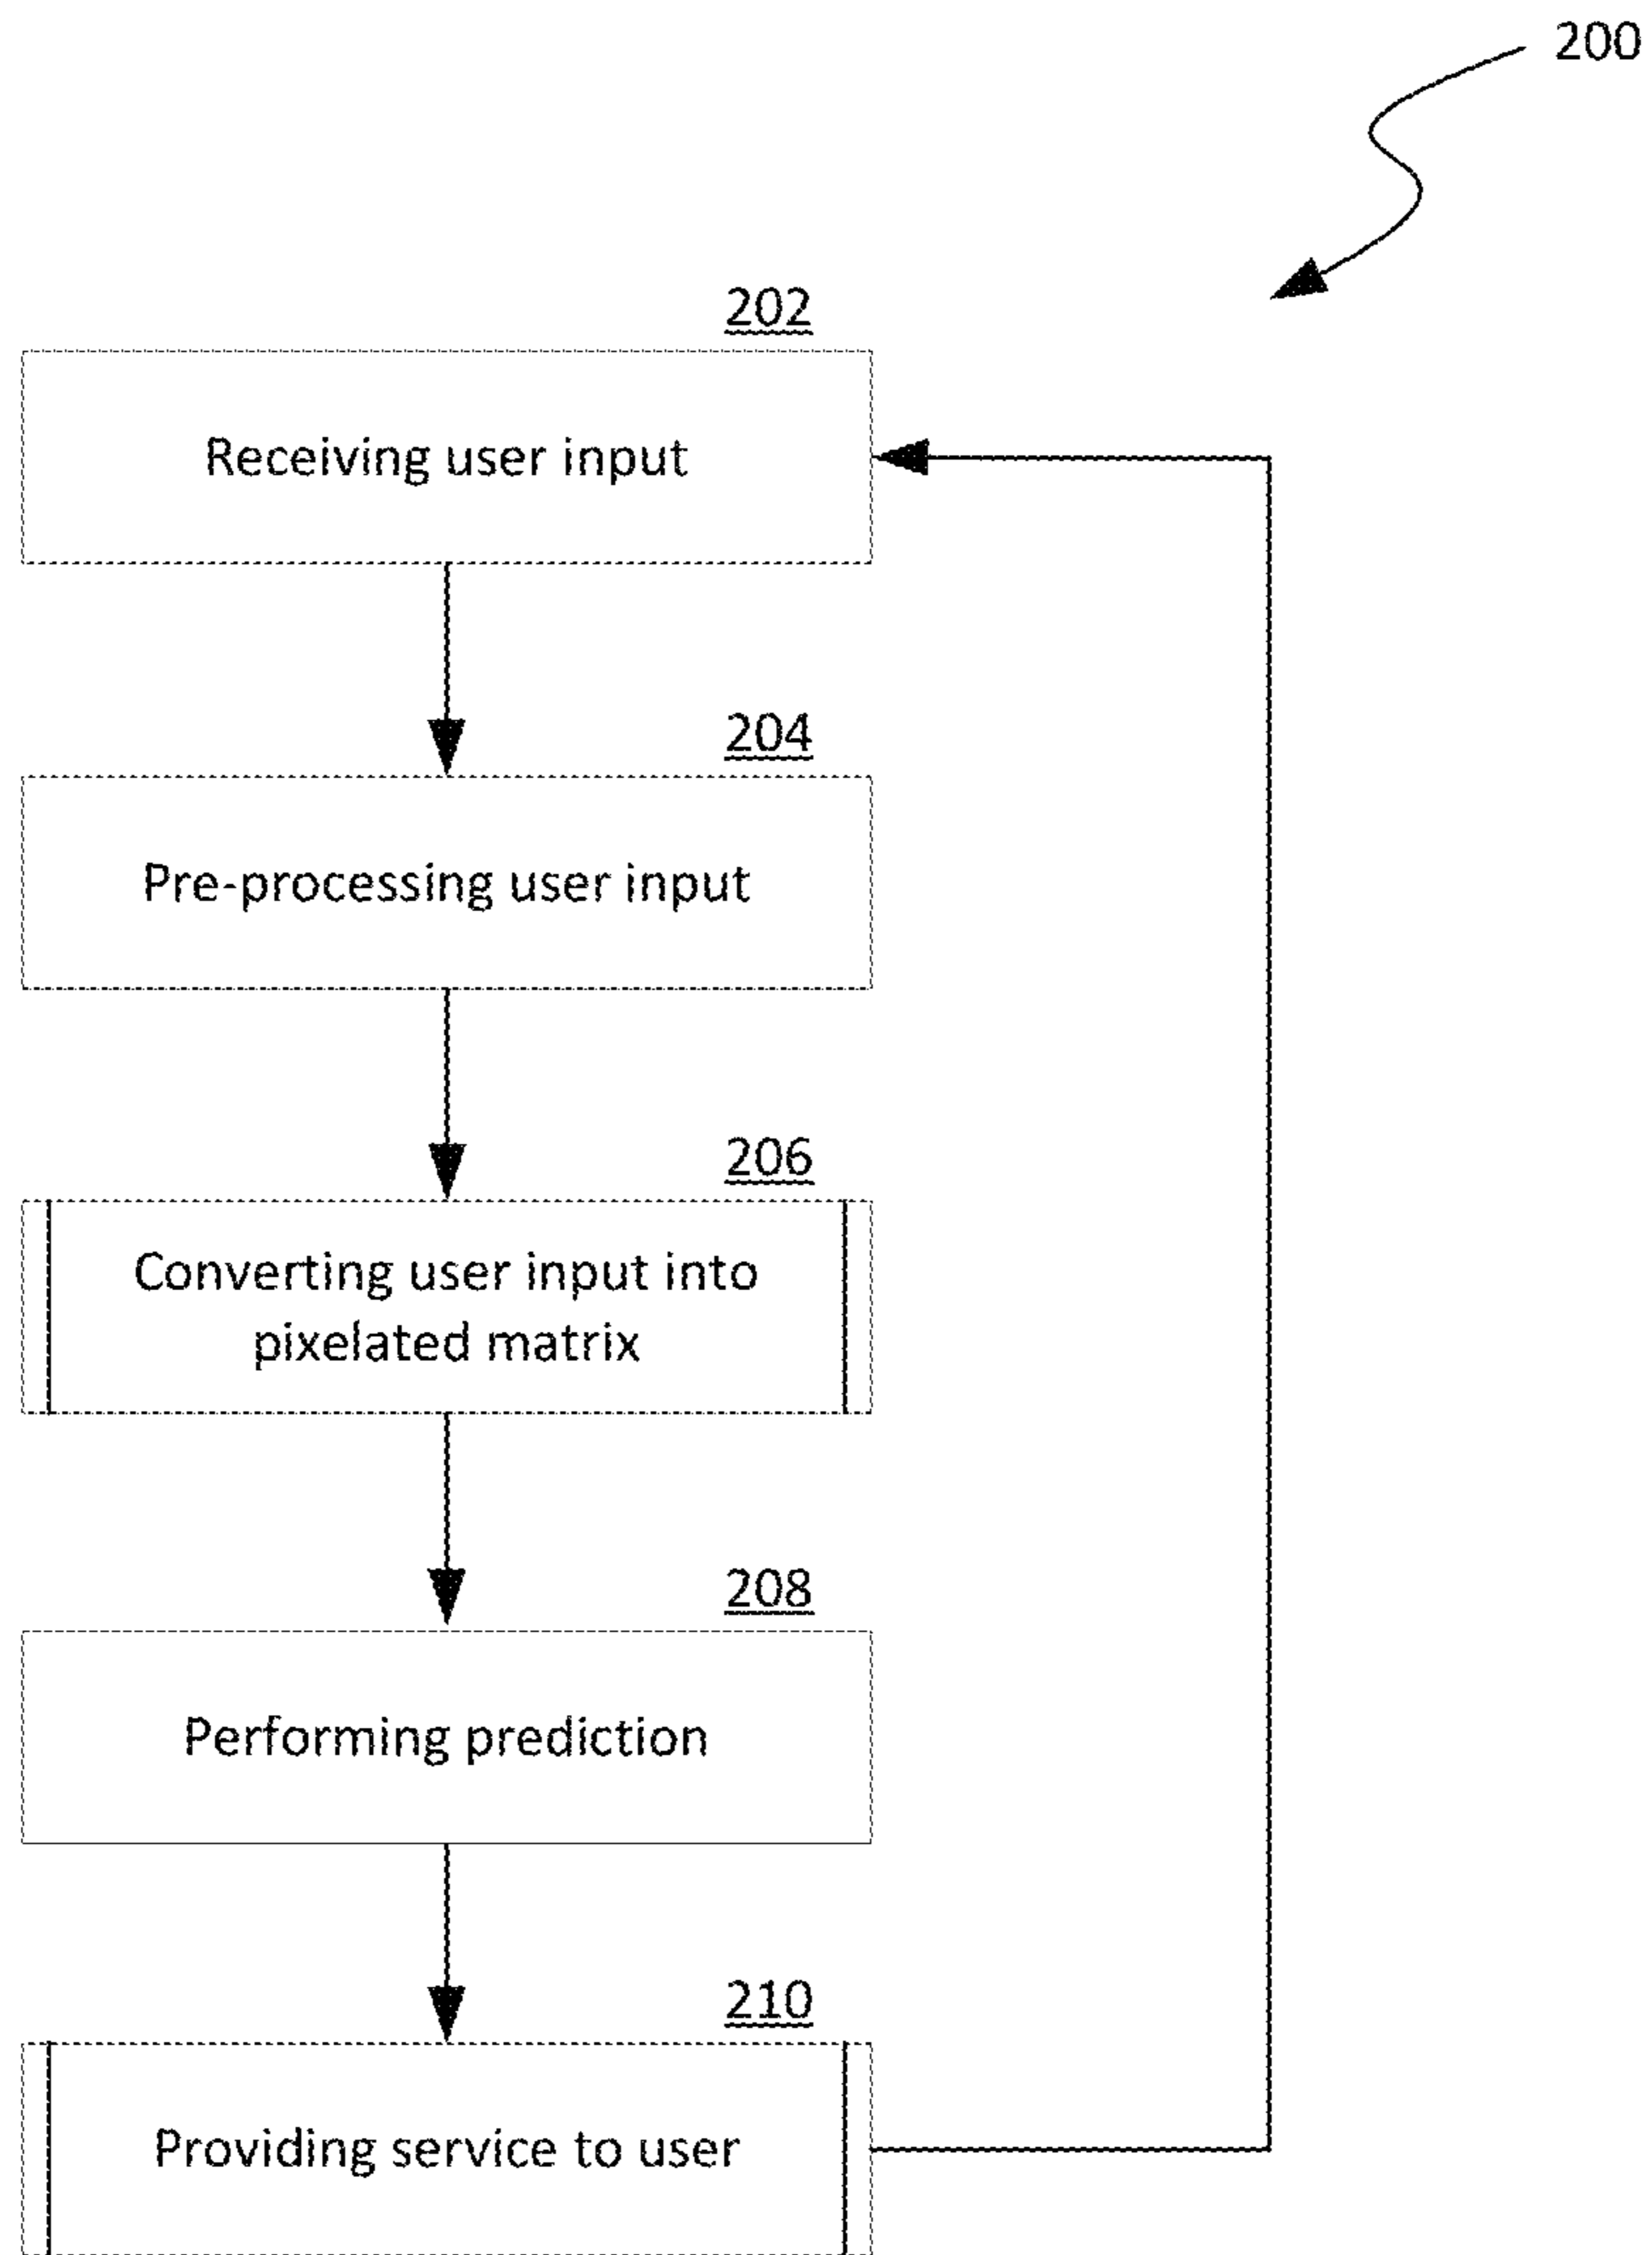 200
202
Receiving user input
204
Pre-processing user input
206
Converting user input into
pixelated matrix
208
Performing prediction
210
Providing service to user